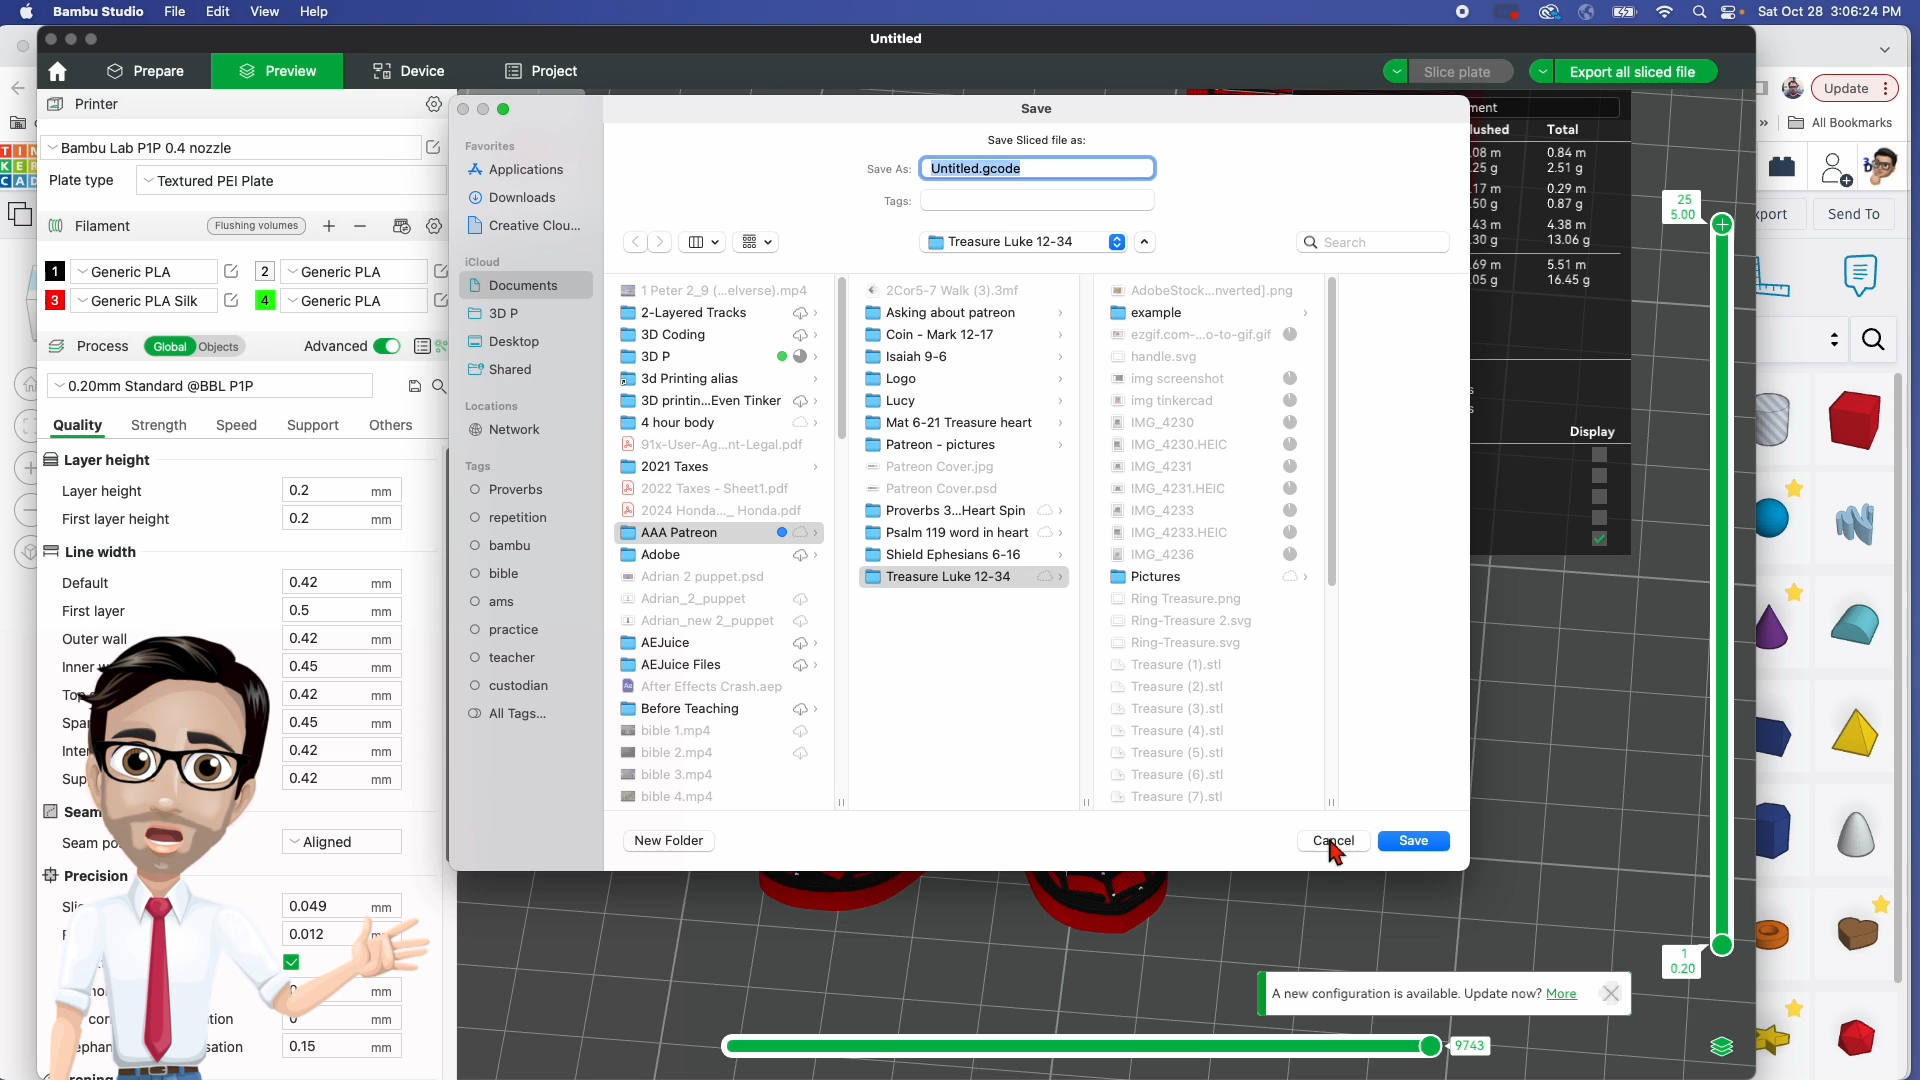 Bambu Studio File Edit View Help
Sat Oct 28 3:06:24 PM
Untitled
Prepare Preview Device Project
Slice plate Export all sliced file
Update
All Bookmarks
Send To
Printer
Bambu Lab P1P 0.4 nozzle
Plate type Textured PEI Plate
Filament Flushing volumes
1 Generic PLA 2 Generic PLA
3 Generic PLA Silk 4 Generic PLA
Process Global Objects Advanced
0.20mm Standard @BBL P1P
Quality Strength Speed Support Others
Layer height
Layer height 0.2 mm
First layer height 0.2 mm
Line width
Default 0.42 mm
First layer 0.5 mm
Outer wall 0.42 mm
0.45 mm
0.42 mm
0.45 mm
0.42 mm
0.42 mm
Seam
Aligned
Precision
0.049 mm
0.012
mm
mm
0.15 mm
Save
Save Sliced file as:
Save As: Untitled.gcode
Tags:
Treasure Luke 12-34
Search
Favorites
Applications
Downloads
Creative Clou...
iCloud
Documents
3D P
Desktop
Shared
Locations
Network
Tags
Proverbs
repetition
bambu
bible
ams
practice
teacher
custodian
All Tags...
1 Peter 2_9 (...elverse).mp4
2-Layered Tracks
3D Coding
3D P
3d Printing alias
3D printin...Even Tinker
4 hour body
91x-User-Ag...nt-Legal.pdf
2021 Taxes
2022 Taxes - Sheet1.pdf
2024 Honda..._ Honda.pdf
AAA Patreon
Adobe
Adrian 2 puppet.psd
Adrian_2_puppet
Adrian_new 2_puppet
AEJuice
AEJuice Files
After Effects Crash.aep
Before Teaching
bible 1.mp4
bible 2.mp4
bible 3.mp4
bible 4.mp4
2Cor5-7 Walk (3).3mf
Asking about patreon
Coin - Mark 12-17
Isaiah 9-6
Logo
Lucy
Mat 6-21 Treasure heart
Patreon - pictures
Patreon Cover.jpg
Patreon Cover.psd
Proverbs 3...Heart Spin
Psalm 119 word in heart
Shield Ephesians 6-16
Treasure Luke 12-34
AdobeStock...nverted].png
example
ezgif.com-...o-to-gif.gif
handle.svg
img screenshot
img tinkercad
IMG_4230
IMG_4230.HEIC
IMG_4231
IMG_4231.HEIC
IMG_4233
IMG_4233.HEIC
IMG_4236
Pictures
Ring Treasure.png
Ring-Treasure 2.svg
Ring-Treasure.svg
Treasure (1).stl
Treasure (2).stl
Treasure (3).stl
Treasure (4).stl
Treasure (5).stl
Treasure (6).stl
Treasure (7).stl
New Folder Cancel Save
Total
0.84 m
2.51 g
0.29 m
0.87 g
4.38 m
13.06 g
5.51 m
16.45 g
Display
25
5.00
1
0.20
A new configuration is available. Update now? More
9743